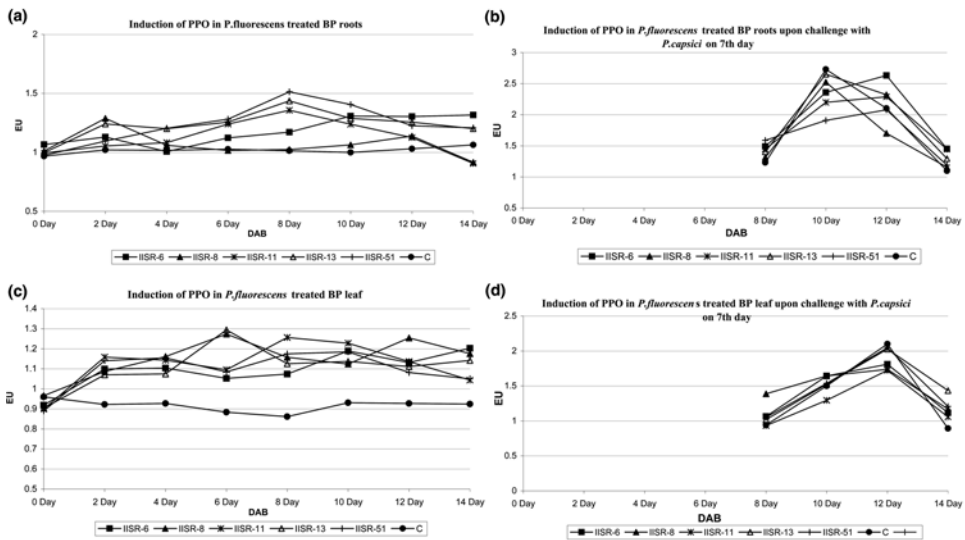 (a)
Induction of PPO in P.fluorescens treated BP roots
2
1.5
1
0.5
EU
0 Day 2 Day 4 Day 6 Day 8 Day 10 Day 12 Day 14 Day
DAB
IISR-6 IISR-8 IISR-11 IISR-13 IISR-51 C
(b)
Induction of PPO in P.fluorescens treated BP roots upon challenge with
P.capsici on 7th day
3
2.5
2
1.5
1
0.5
EU
0 Day 2 Day 4 Day 6 Day 8 Day 10 Day 12 Day 14 Day
DAB
IISR-6 IISR-8 IISR-11 IISR-13 IISR-51 C
(c)
Induction of PPO in P.fluorescens treated BP leaf
1.4
1.3
1.2
1.1
1
0.9
0.8
0.7
0.6
0.5
EU
0 Day 2 Day 4 Day 6 Day 8 Day 10 Day 12 Day 14 Day
DAB
IISR-6 IISR-8 IISR-11 IISR-13 IISR-51 C
(d)
Induction of PPO in P.fluorescens treated BP leaf upon challenge with P.capsici
on 7th day
2.5
2
1.5
1
0.5
0
EU
0 Day 2 Day 4 Day 6 Day 8 Day 10 Day 12 Day 14 Day
DAB
IISR-6 IISR-8 IISR-11 IISR-13 IISR-51 C